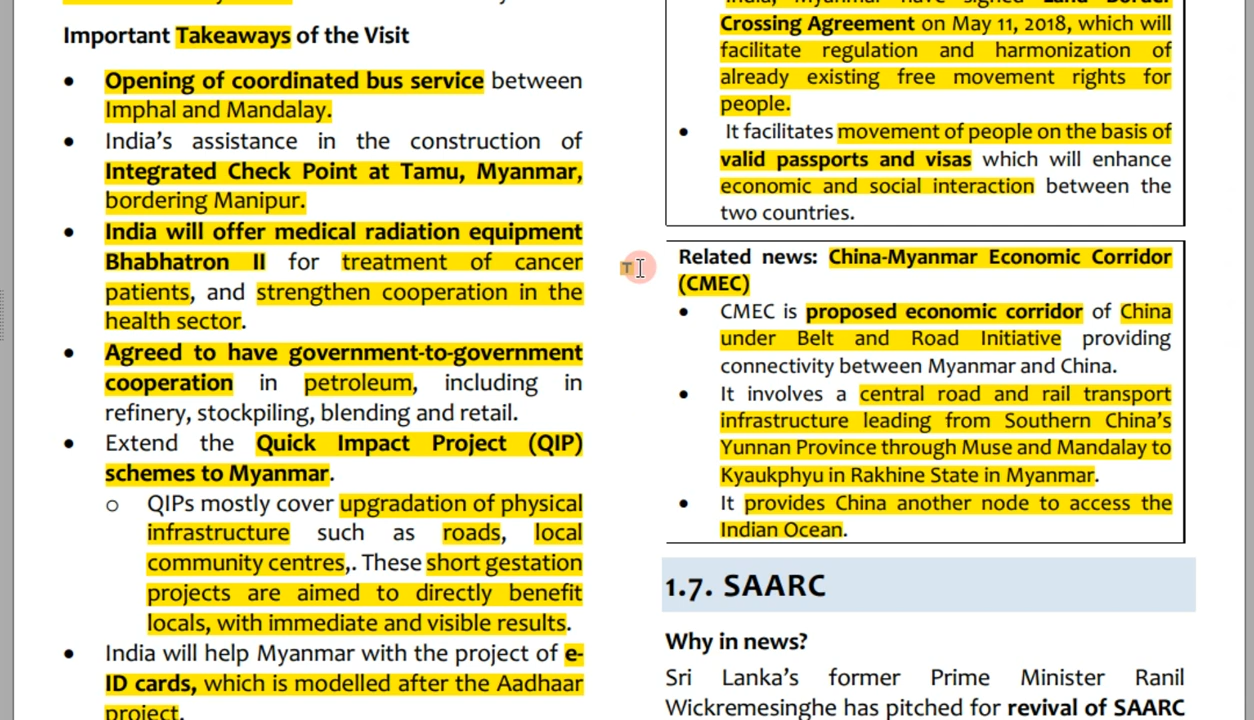 Important Takeaways of the Visit
• Opening of coordinated bus service between
Imphal and Mandalay.
• India's assistance in the construction of
Integrated Check Point at Tamu, Myanmar,
bordering Manipur.
• India will offer medical radiation equipment
Bhabhatron II for treatment of cancer
patients, and strengthen cooperation in the
health sector.
• Agreed to have government-to-government
cooperation in petroleum, including in
refinery, stockpiling, blending and retail.
• Extend the Quick Impact Project (QIP)
schemes to Myanmar.
o QIPs mostly cover upgradation of physical
infrastructure such as roads, local
community centres,. These short gestation
projects are aimed to directly benefit
locals, with immediate and visible results.
• India will help Myanmar with the project of e-
ID cards, which is modelled after the Aadhaar
project.
India, Myanmar have signed Land Border
Crossing Agreement on May 11, 2018, which will
facilitate regulation and harmonization of
already existing free movement rights for
people.
• It facilitates movement of people on the basis of
valid passports and visas which will enhance
economic and social interaction between the
two countries.
Related news: China-Myanmar Economic Corridor
(CMEC)
• CMEC is proposed economic corridor of China
under Belt and Road Initiative providing
connectivity between Myanmar and China.
• It involves a central road and rail transport
infrastructure leading from Southern China's
Yunnan Province through Muse and Mandalay to
Kyaukphyu in Rakhine State in Myanmar.
• It provides China another node to access the
Indian Ocean.
1.7. SAARC
Why in news?
Sri Lanka's former Prime Minister Ranil
Wickremesinghe has pitched for revival of SAARC